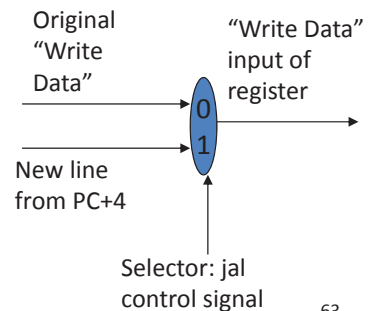 Original
“Write
Data”
“Write Data”
input of
register
0
1
New line
from PC+4
Selector: jal
control signal
63